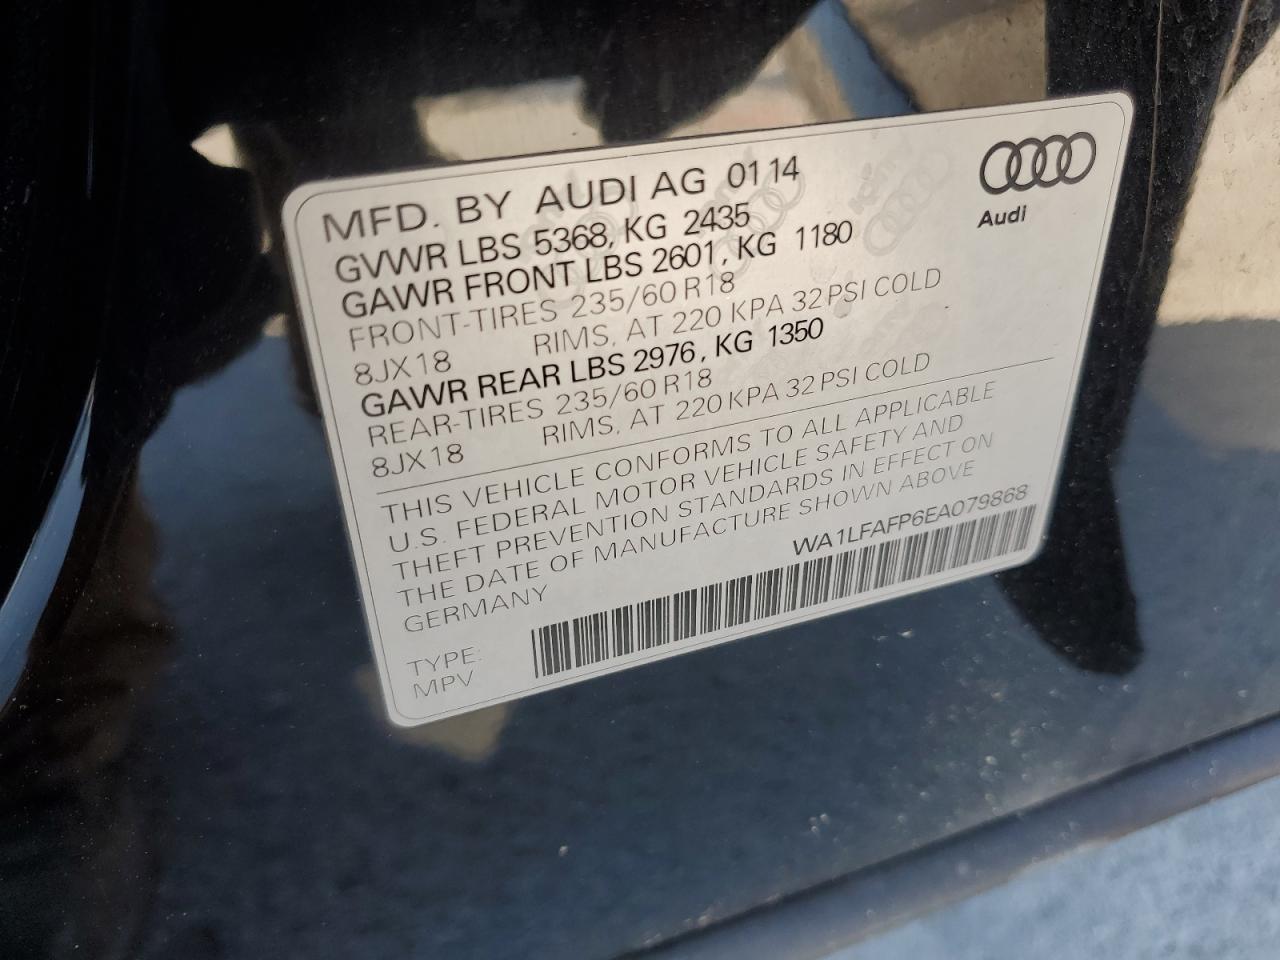 MFD. BY AUDI AG 01 14
GVWR LBS 5368, KG 2435
GAWR FRONT LBS 2601, KG 1180
FRONT-TIRES 235/60 R18
8JX18 RIMS, AT 220 KPA 32 PSI COLD
GAWR REAR LBS 2976, KG 1350
REAR-TIRES 235/60 R18
8JX18 RIMS, AT 220 KPA 32 PSI COLD
Audi
THIS VEHICLE CONFORMS TO ALL APPLICABLE
U.S. FEDERAL MOTOR VEHICLE SAFETY AND
THEFT PREVENTION STANDARDS IN EFFECT ON
THE DATE OF MANUFACTURE SHOWN ABOVE
GERMANY
WA1LFAFP6EA079868
TYPE:
MPV